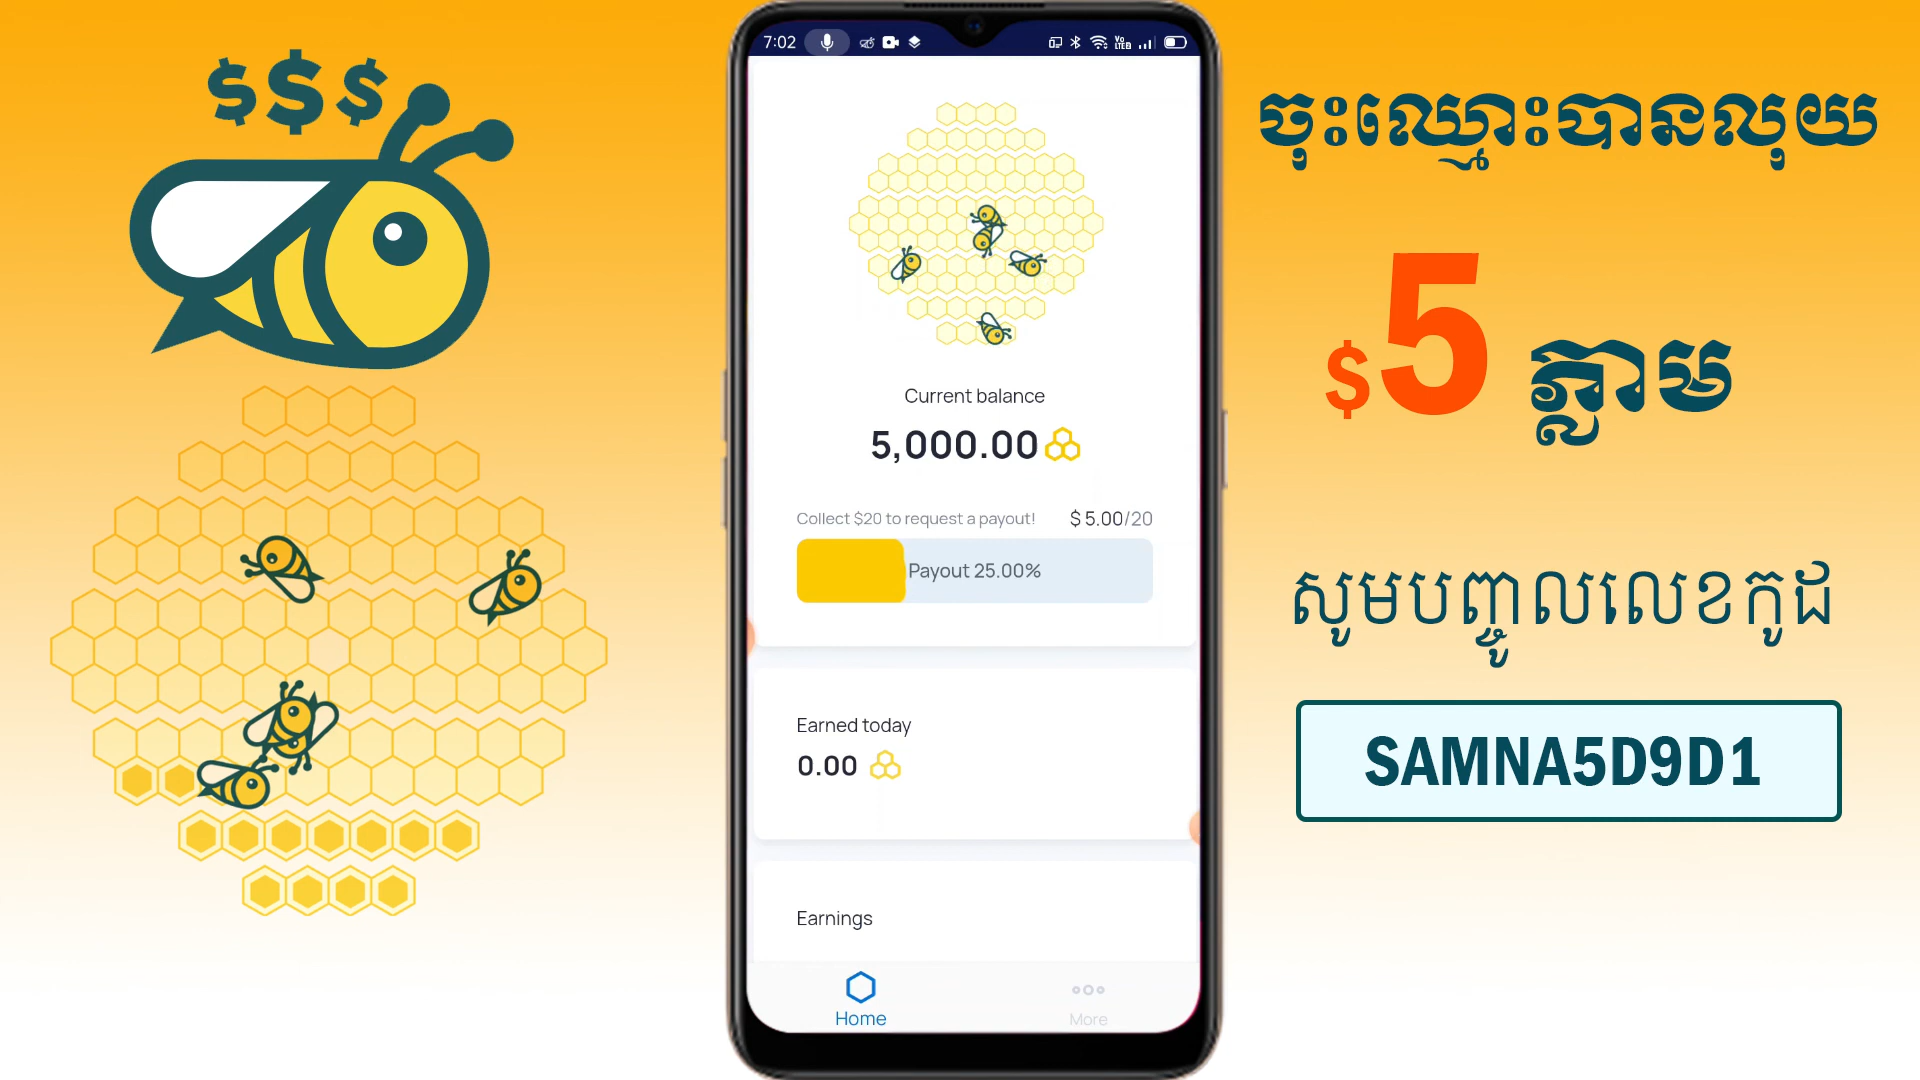 $$$
7:02
Vo
LTE2
Current balance
5,000.00
Collect $20 to request a payout! $ 5.00/20
Payout 25.00%
Earned today
0.00
Earnings
Home
More
ចុះឈ្មោះបានលុយ
$5 ភ្លាម
សូមបញ្ចូលលេខកូដ
SAMNA5D9D1